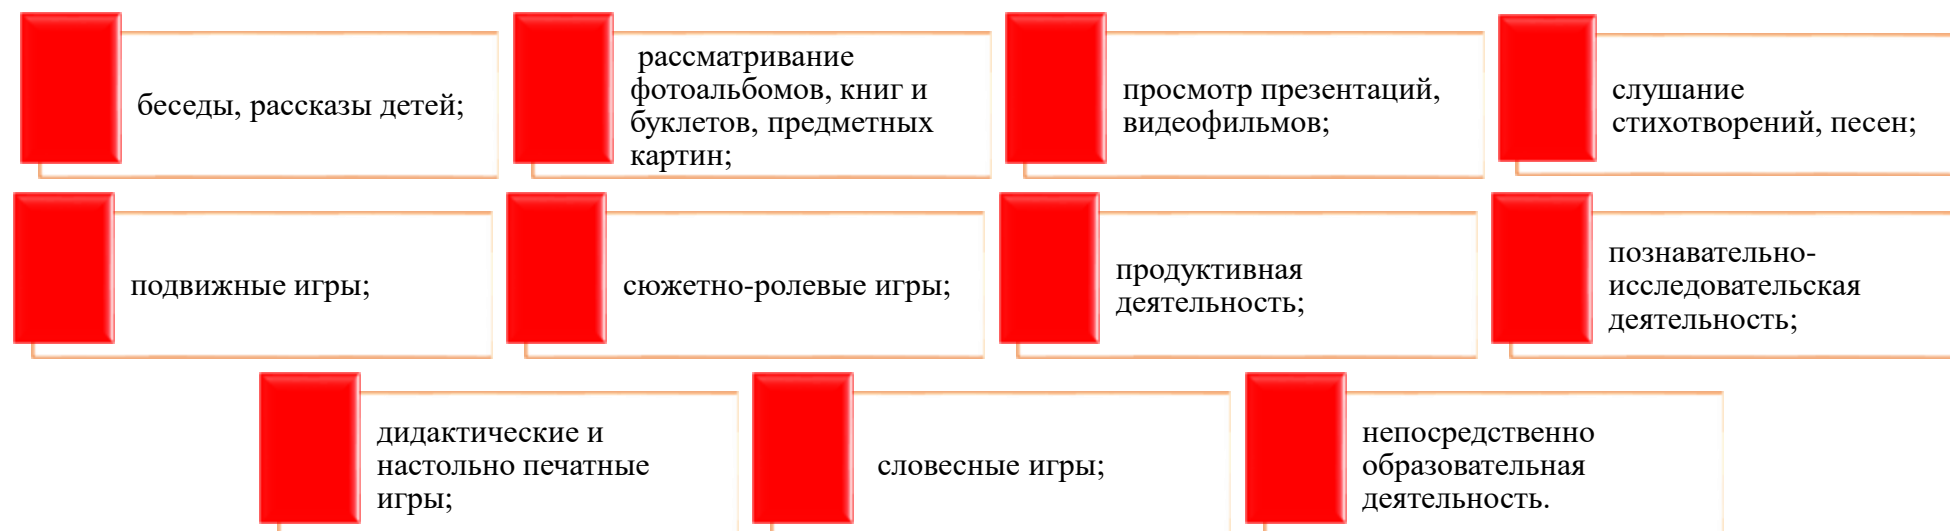 беседы, рассказы детей;
рассматривание
фотоальбомов, книг и
буклетов, предметных
картин;
просмотр презентаций,
видеофильмов;
слушание
стихотворений, песен;
подвижные игры;
сюжетно-ролевые игры;
продуктивная
деятельность;
познавательно-
исследовательская
деятельность;
дидактические и
настольно печатные
игры;
словесные игры;
непосредственно
образовательная
деятельность.